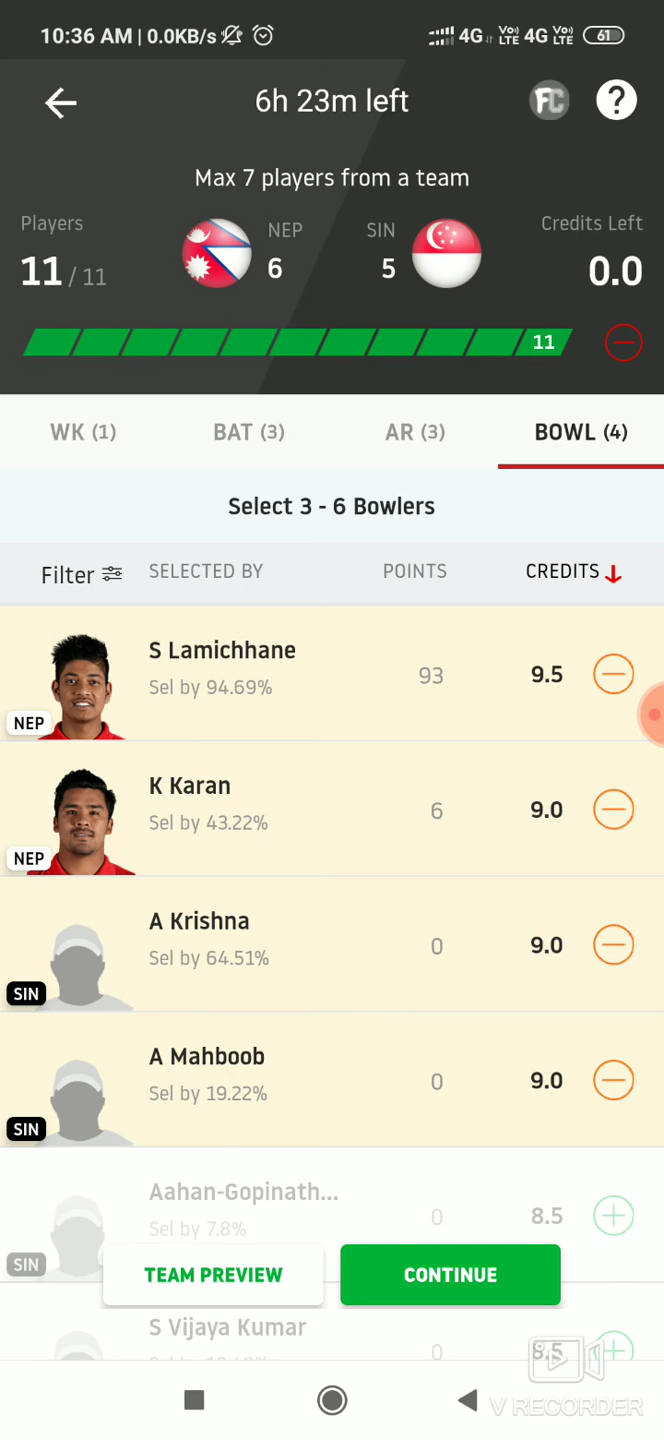 10:36 AM | 0.0KB/s 4G Vo) LTE 4G Vo) LTE 61
6h 23m left FC ?
Max 7 players from a team
Players NEP SIN Credits Left
11 / 11 6 5 0.0
11
WK (1) BAT (3) AR (3) BOWL (4)
Select 3 - 6 Bowlers
Filter SELECTED BY POINTS CREDITS
S Lamichhane
Sel by 94.69% 93 9.5
NEP
K Karan
Sel by 43.22% 6 9.0
NEP
A Krishna
Sel by 64.51% 0 9.0
SIN
A Mahboob
Sel by 19.22% 0 9.0
SIN
Aahan-Gopinath...
Sel by 7.8% 0 8.5
SIN
TEAM PREVIEW CONTINUE
S Vijaya Kumar
0 8.5
V RECORDER